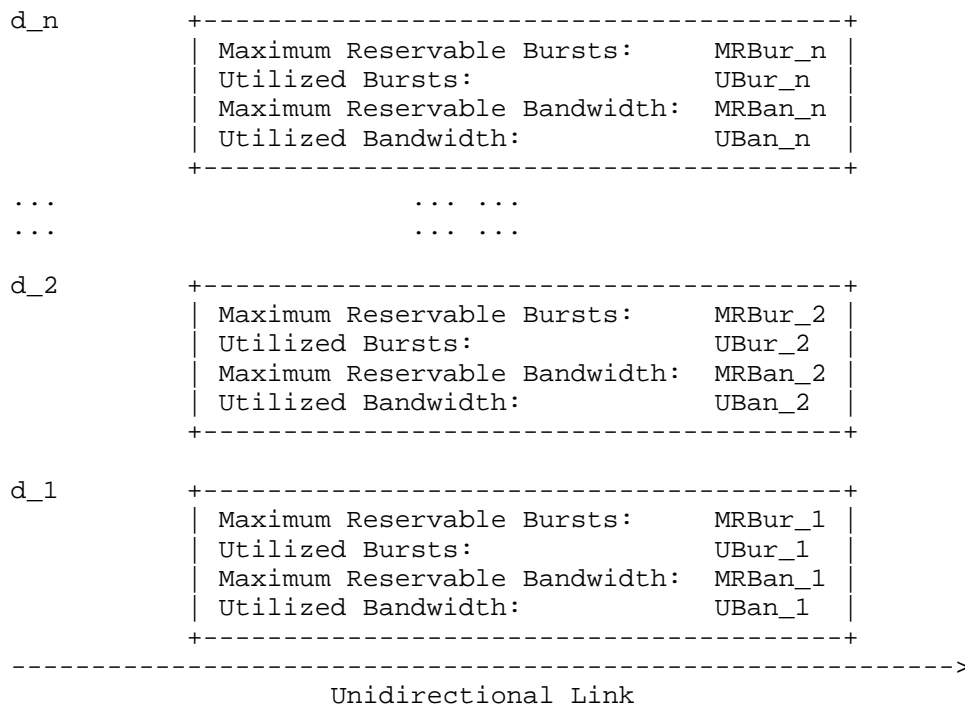 d_n +----------------------------------------+
| Maximum Reservable Bursts: MRBur_n |
| Utilized Bursts: UBur_n |
| Maximum Reservable Bandwidth: MRBan_n |
| Utilized Bandwidth: UBan_n |
+----------------------------------------+
... ... ...
... ... ...
d_2 +----------------------------------------+
| Maximum Reservable Bursts: MRBur_2 |
| Utilized Bursts: UBur_2 |
| Maximum Reservable Bandwidth: MRBan_2 |
| Utilized Bandwidth: UBan_2 |
+----------------------------------------+
d_1 +----------------------------------------+
| Maximum Reservable Bursts: MRBur_1 |
| Utilized Bursts: UBur_1 |
| Maximum Reservable Bandwidth: MRBan_1 |
| Utilized Bandwidth: UBan_1 |
+----------------------------------------+
----------------------------------------------------------->
Unidirectional Link